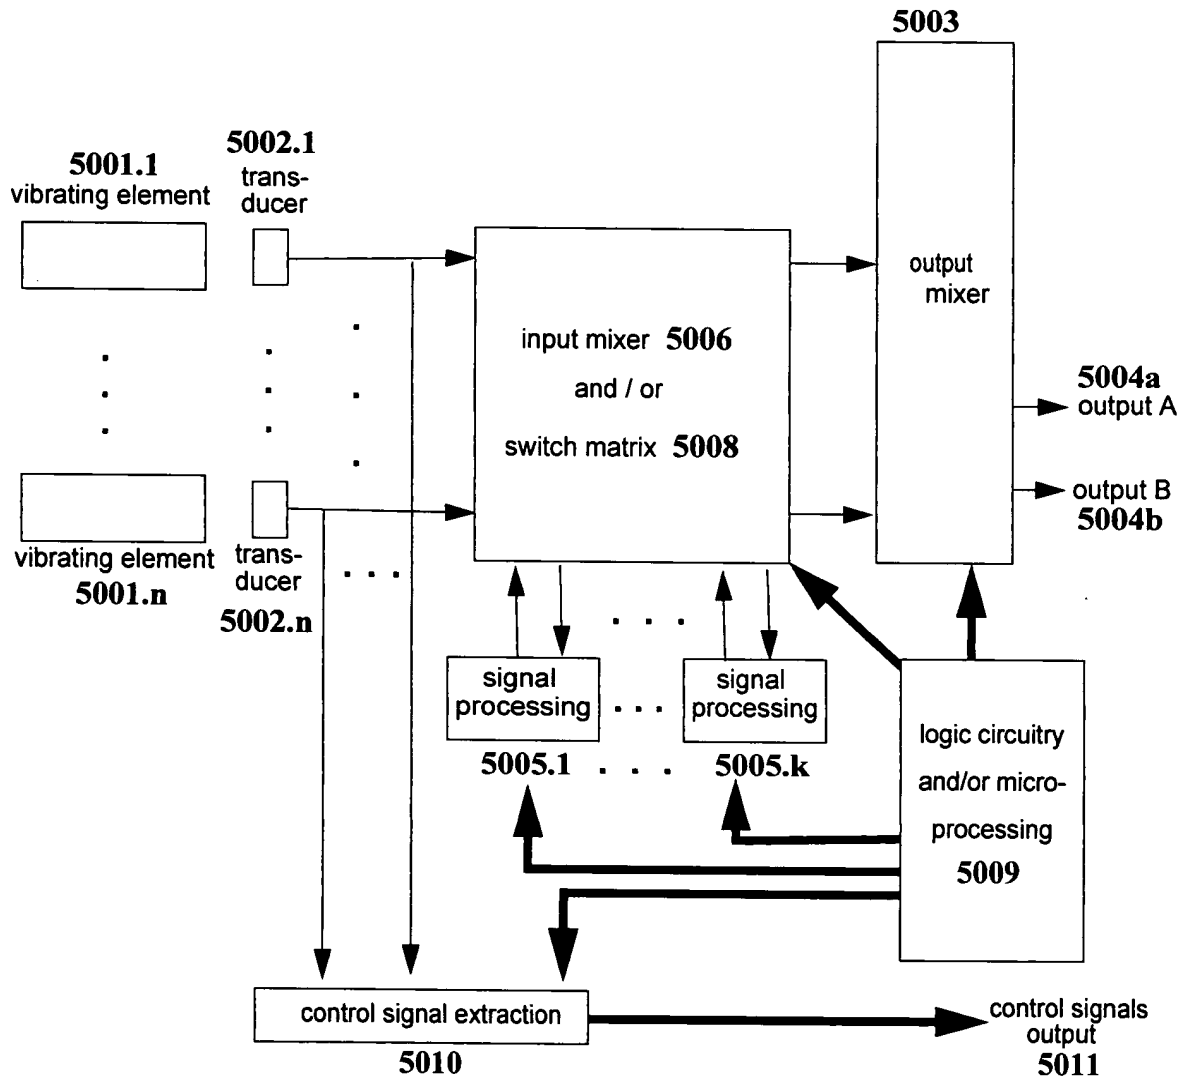 5003
5002.1
trans-
ducer
5001.1
vibrating element
output
mixer
input mixer 5006
and / or
switch matrix 5008
5004a
output A
output B
5004b
vibrating element
5001.n
trans-
ducer
5002.n
signal
processing
signal
processing
5005.1
5005.k
logic circuitry
and/or micro-
processing
5009
control signal extraction
5010
control signals
output
5011